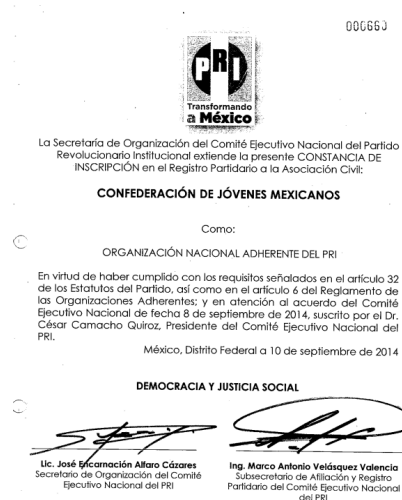 000660
PRI
Transformando
a México
La Secretaría de Organización del Comité Ejecutivo Nacional del Partido
Revolucionario Institucional extiende la presente CONSTANCIA DE
INSCRIPCIÓN en el Registro Partidario a la Asociación Civil:
CONFEDERACIÓN DE JÓVENES MEXICANOS
Como:
ORGANIZACIÓN NACIONAL ADHERENTE DEL PRI
En virtud de haber cumplido con los requisitos señalados en el artículo 32
de los Estatutos del Partido, así como en el artículo 6 del Reglamento de
las Organizaciones Adherentes; y en atención al acuerdo del Comité
Ejecutivo Nacional de fecha 8 de septiembre de 2014, suscrito por el Dr.
César Camacho Quiroz, Presidente del Comité Ejecutivo Nacional del
PRI.
México, Distrito Federal a 10 de septiembre de 2014
DEMOCRACIA Y JUSTICIA SOCIAL
Lic. José Encarnación Alfaro Cázares
Secretario de Organización del Comité
Ejecutivo Nacional del PRI
Ing. Marco Antonio Velásquez Valencia
Subsecretario de Afiliación y Registro
Partidario del Comité Ejecutivo Nacional
del PRI